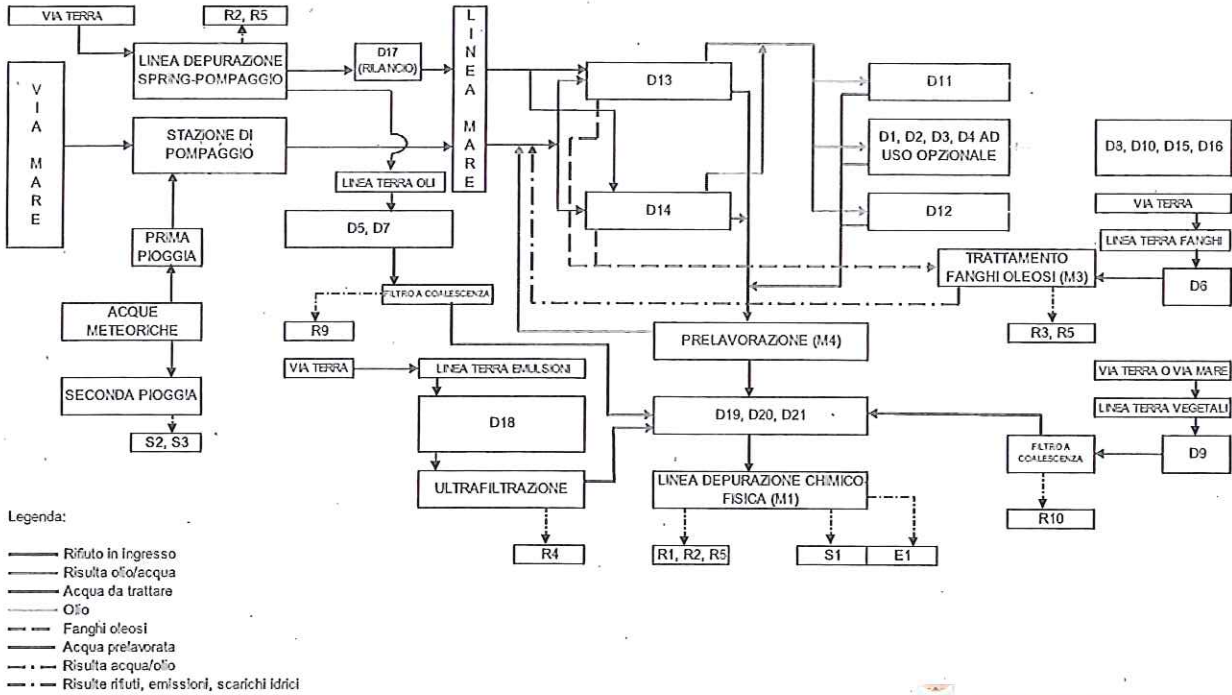 VIA TERRA
R2, R5
LINEA DEPURAZIONE
SPRING-POMPAGGIO
D17
(RILANCIO)
VIA MARE
STAZIONE DI
POMPAGGIO
LINEA MARE
D13
D14
D11
D1, D2, D3, D4 AD
USO OPZIONALE
D12
D8, D10, D15, D16
VIA TERRA
LINEA TERRA FANGHI
D6
TRATTAMENTO
FANGHI OLEOSI (M3)
R3, R5
LINEA TERRA OLI
D5, D7
FILTRO A COALESCENZA
R9
PRIMA
PIOGGIA
ACQUE
METEORICHE
SECONDA PIOGGIA
S2, S3
VIA TERRA
LINEA TERRA EMULSIONI
D18
ULTRAFILTRAZIONE
R4
PRELAVORAZIONE (M4)
D19, D20, D21
LINEA DEPURAZIONE CHIMICO
FISICA (M1)
R1, R2, R5
S1
E1
VIA TERRA O VIA MARE
LINEA TERRA VEGETALI
D9
FILTRO A
COALESCENZA
R10
Legenda:
Rifiuto in ingresso
Risulta olio/acqua
Acqua da trattare
Olio
Fanghi oleosi
Acqua prelavorata
Risulta acqua/olio
Risulte rifiuti, emissioni, scarichi idrici